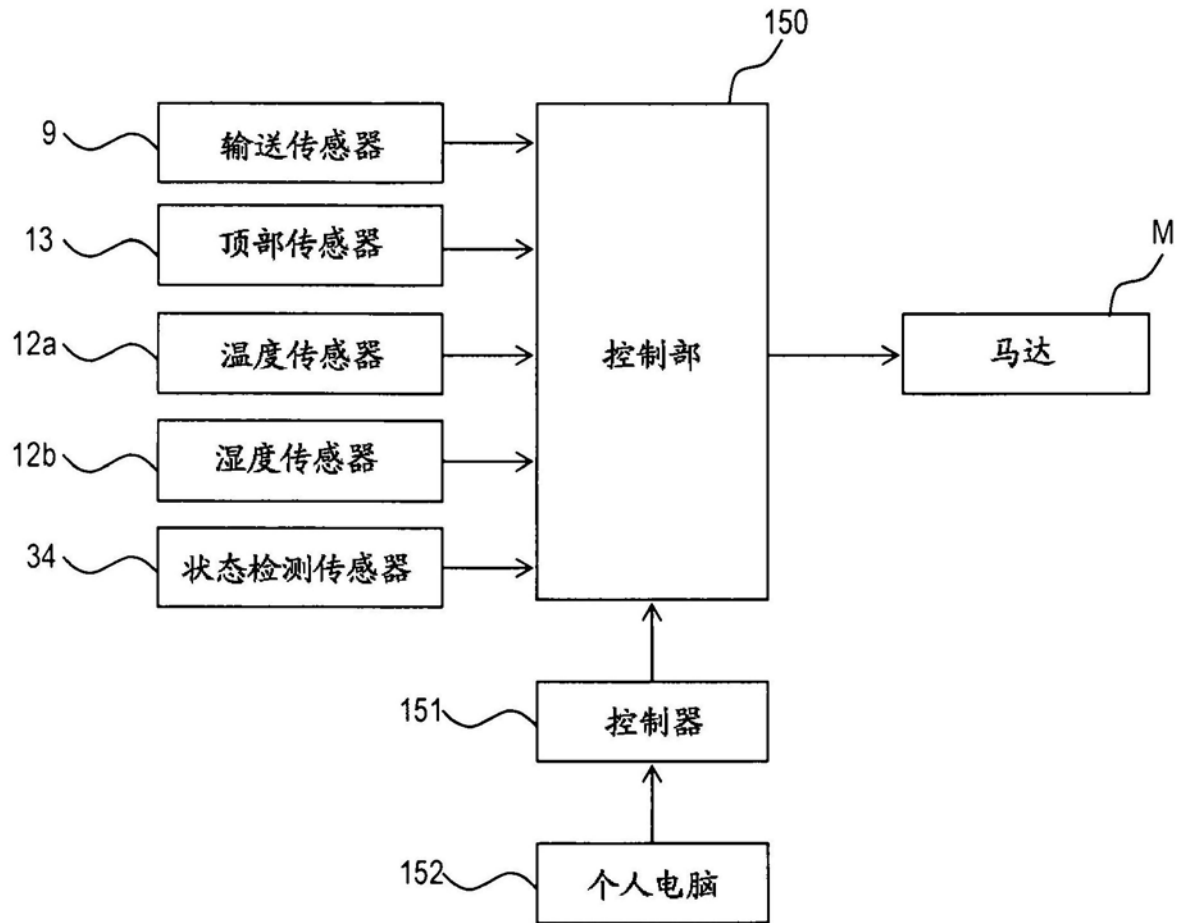 150
9 输送传感器
13 顶部传感器
M
12a 温度传感器
控制部
马达
12b 湿度传感器
34 状态检测传感器
151 控制器
152 个人电脑